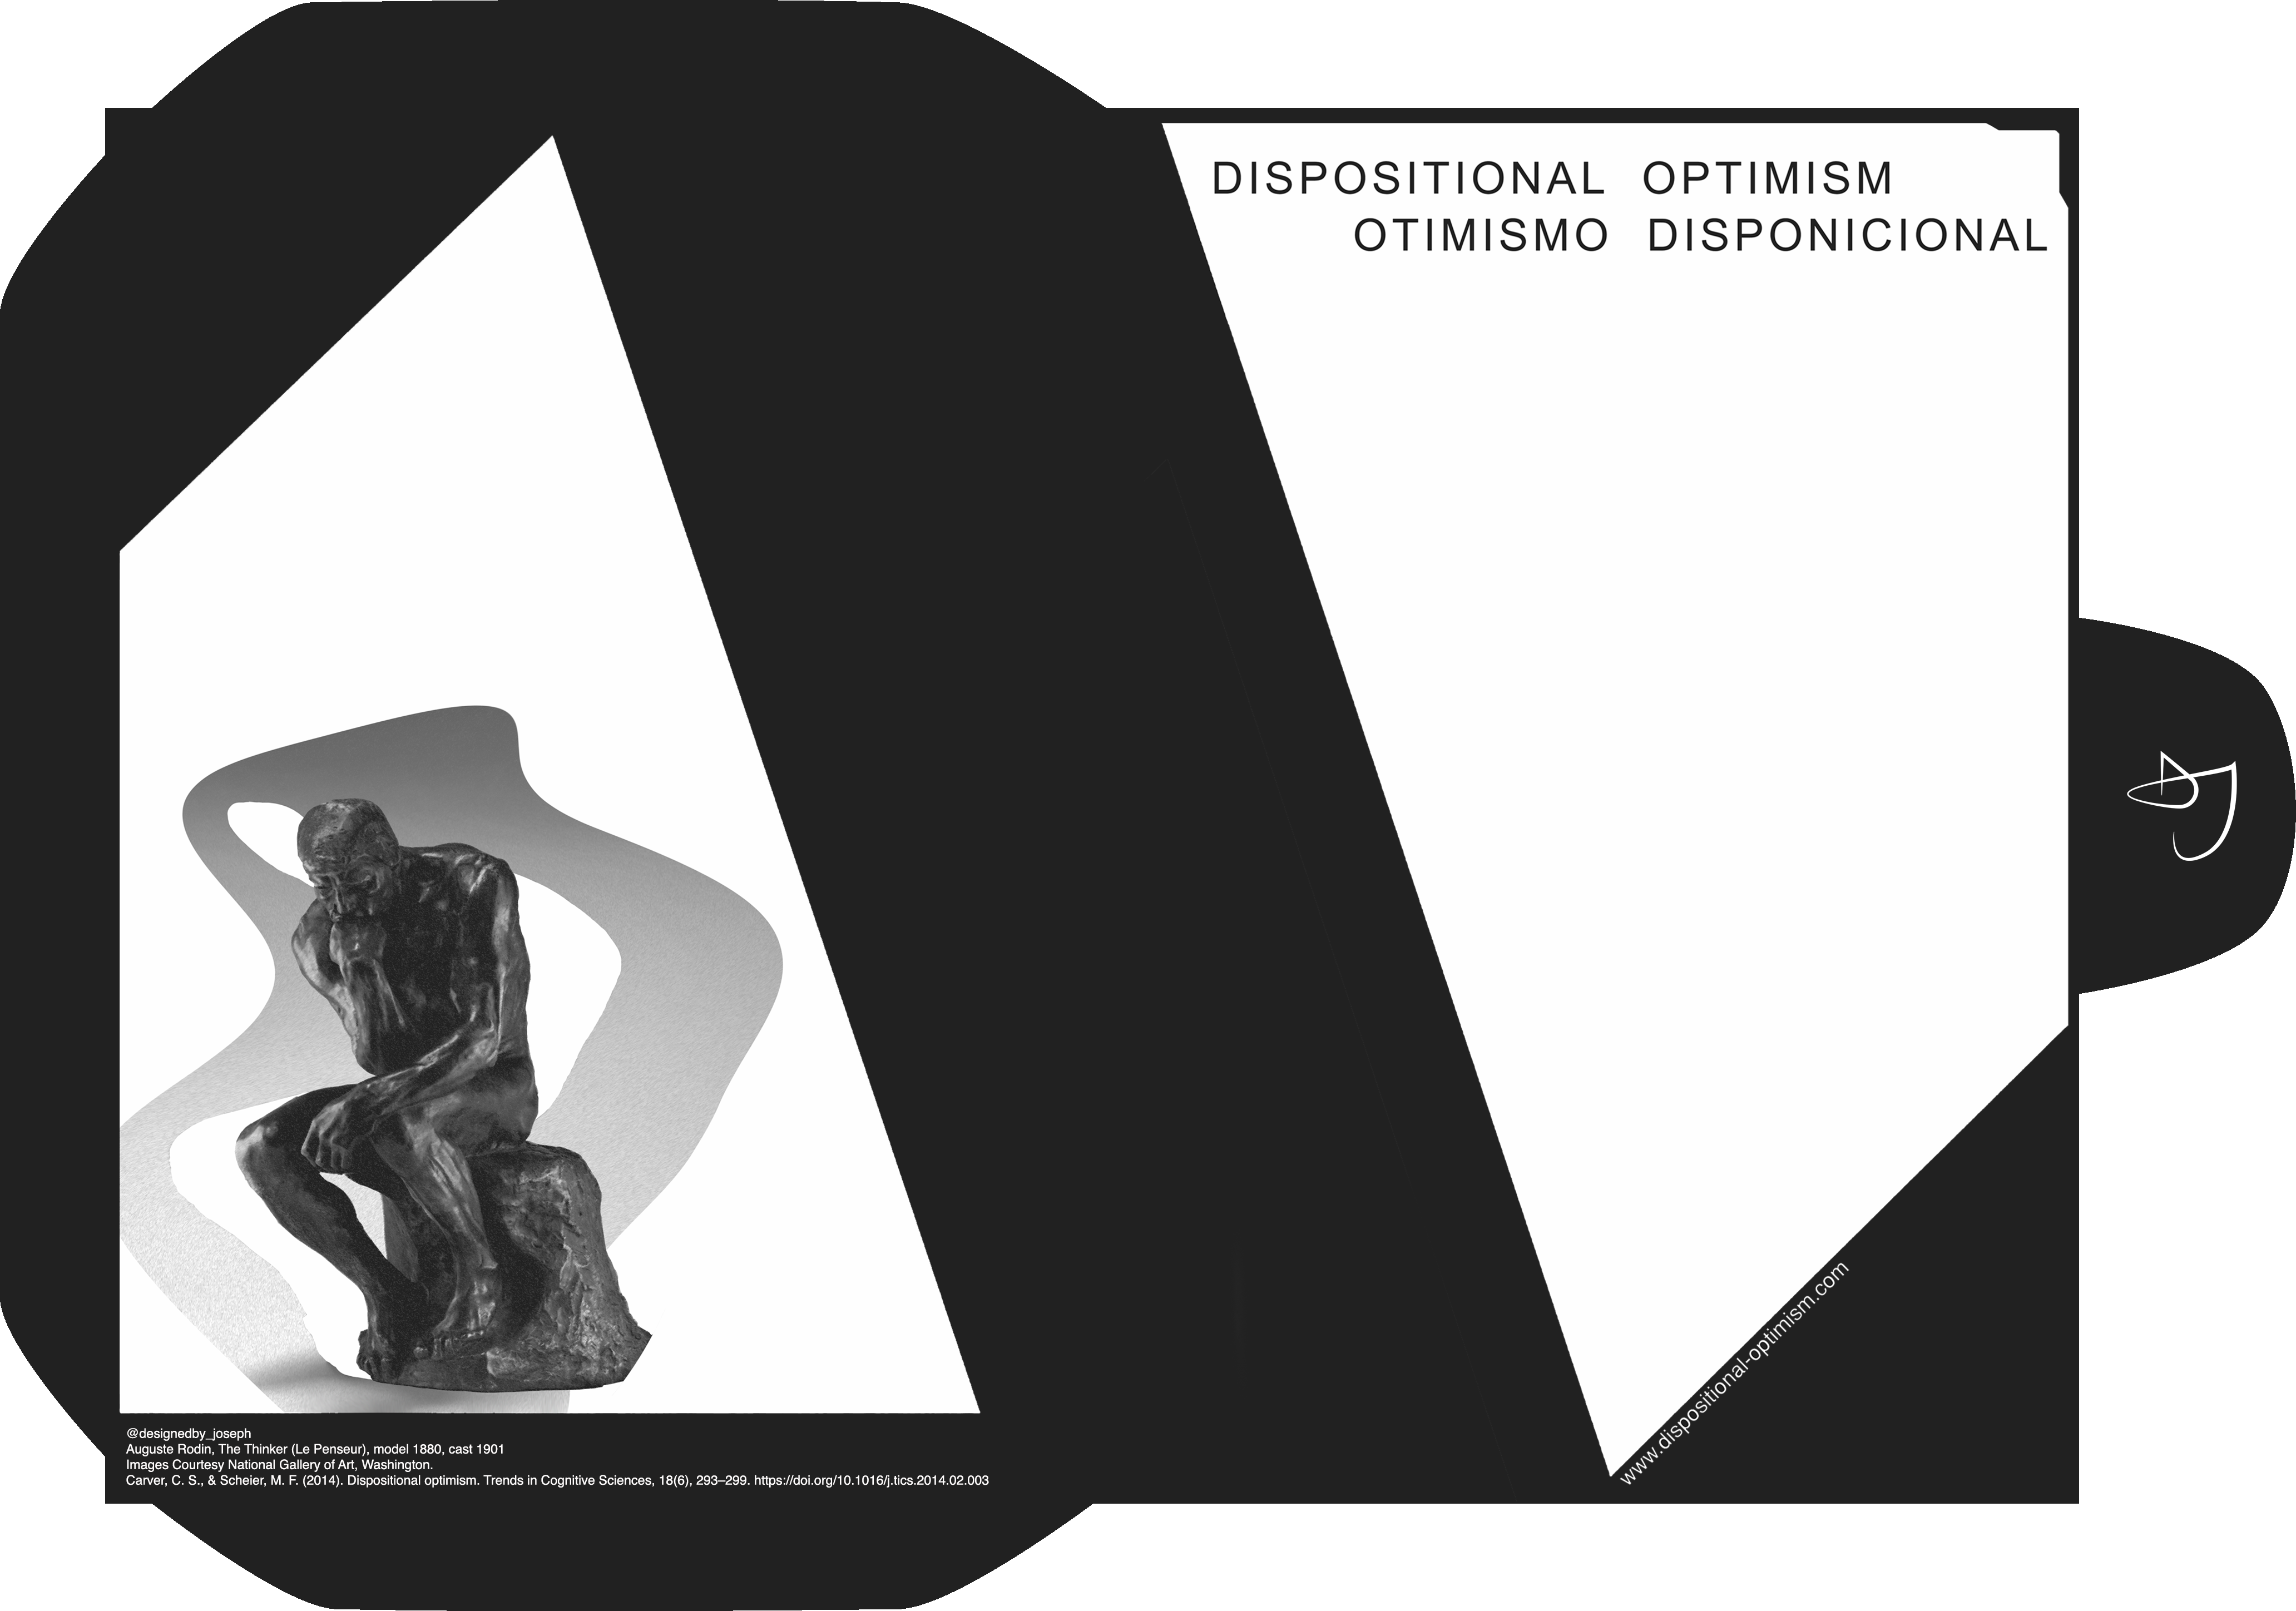 DISPOSITIONAL OPTIMISM
OTIMISMO DISPONICIONAL
www.dispositional-optimism.com
@designedby_joseph
Auguste Rodin, The Thinker (Le Penseur), model 1880, cast 1901
Images Courtesy National Gallery of Art, Washington.
Carver, C. S., & Scheier, M. F. (2014). Dispositional optimism. Trends in Cognitive Sciences, 18(6), 293–299. https://doi.org/10.1016/j.tics.2014.02.003